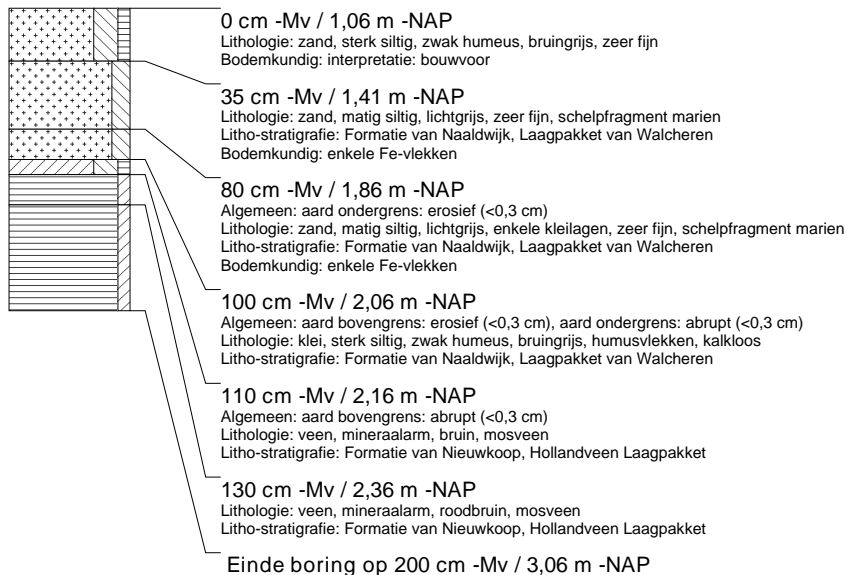 0 cm -Mv / 1,06 m -NAP
Lithologie: zand, sterk siltig, zwak humeus, bruingrijs, zeer fijn
Bodemkundig: interpretatie: bouwvoor
35 cm -Mv / 1,41 m -NAP
Lithologie: zand, matig siltig, lichtgrijs, zeer fijn, schelpfragment marien
Litho-stratigrafie: Formatie van Naaldwijk, Laagpakket van Walcheren
Bodemkundig: enkele Fe-vlekken
80 cm -Mv / 1,86 m -NAP
Algemeen: aard ondergrens: erosief (<0,3 cm)
Lithologie: zand, matig siltig, lichtgrijs, enkele kleilagen, zeer fijn, schelpfragment marien
Litho-stratigrafie: Formatie van Naaldwijk, Laagpakket van Walcheren
Bodemkundig: enkele Fe-vlekken
100 cm -Mv / 2,06 m -NAP
Algemeen: aard bovengrens: erosief (<0,3 cm), aard ondergrens: abrupt (<0,3 cm)
Lithologie: klei, sterk siltig, zwak humeus, bruingrijs, humusvlekken, kalkloos
Litho-stratigrafie: Formatie van Naaldwijk, Laagpakket van Walcheren
110 cm -Mv / 2,16 m -NAP
Algemeen: aard bovengrens: abrupt (<0,3 cm)
Lithologie: veen, mineraalarm, bruin, mosveen
Litho-stratigrafie: Formatie van Nieuwkoop, Hollandveen Laagpakket
130 cm -Mv / 2,36 m -NAP
Lithologie: veen, mineraalarm, roodbruin, mosveen
Litho-stratigrafie: Formatie van Nieuwkoop, Hollandveen Laagpakket
Einde boring op 200 cm -Mv / 3,06 m -NAP